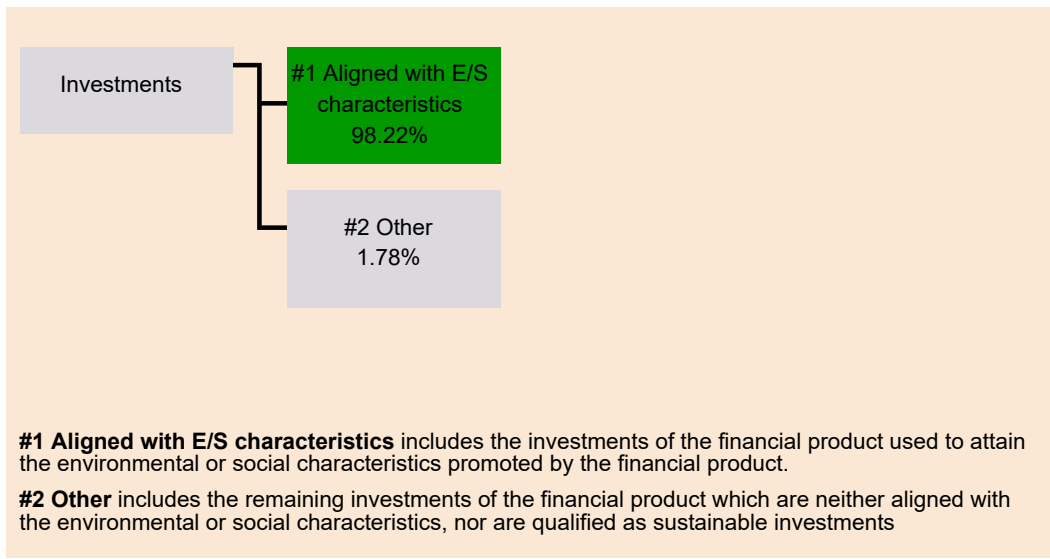 Investments
#1 Aligned with E/S
characteristics
98.22%
#2 Other
1.78%
#1 Aligned with E/S characteristics includes the investments of the financial product used to attain
the environmental or social characteristics promoted by the financial product.
#2 Other includes the remaining investments of the financial product which are neither aligned with
the environmental or social characteristics, nor are qualified as sustainable investments